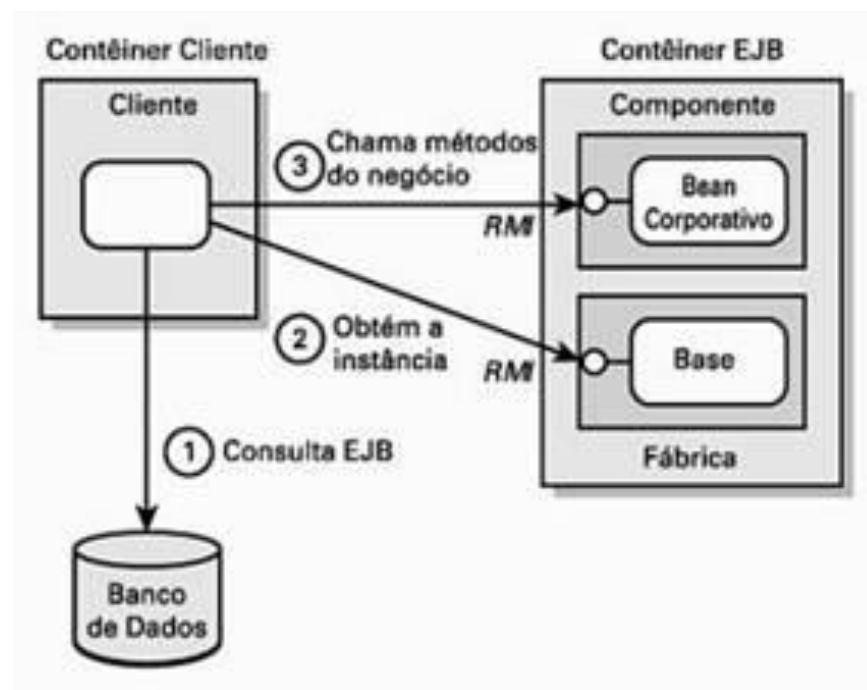 Contêiner Cliente
Contêiner EJB
Cliente
Componente
3
Chama métodos
do negócio
RMI
Bean
Corporativo
2
Obtém a
instância
RMI
Base
Fábrica
1
Consulta EJB
Banco
de Dados